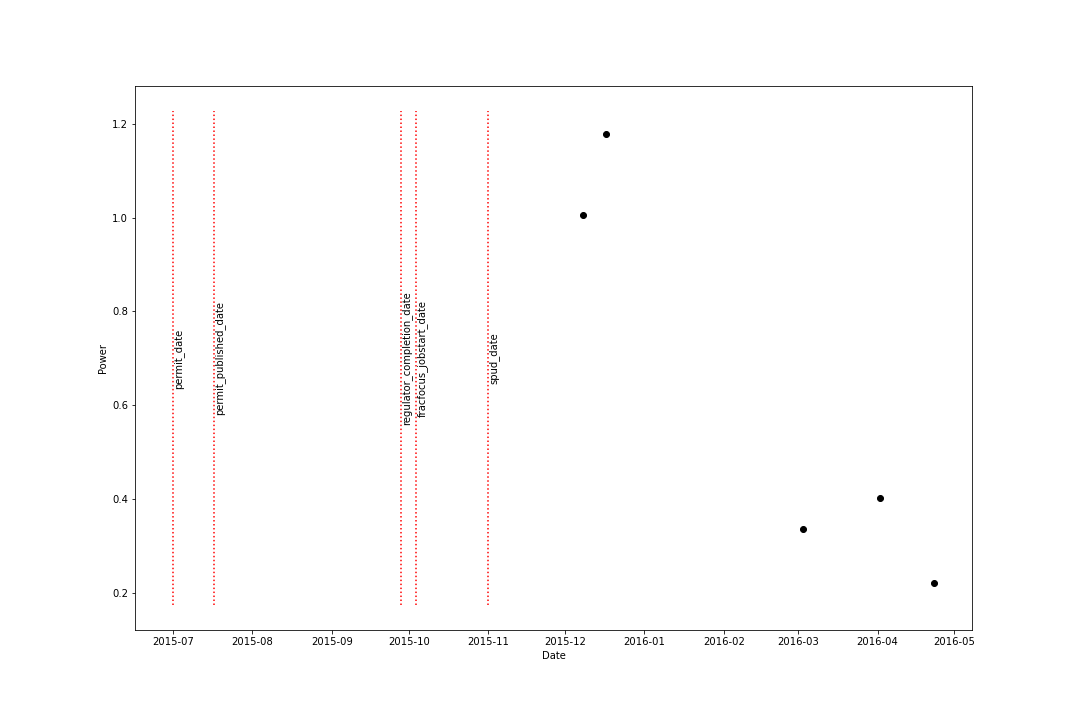 1.2
1.0
0.8
0.6
0.4
0.2
Power
permit_date
permit_published_date
regulator_completion_date
fracfocus_jobstart_date
spud_date
2015-07 2015-08 2015-09 2015-10 2015-11 2015-12 2016-01 2016-02 2016-03 2016-04 2016-05
Date